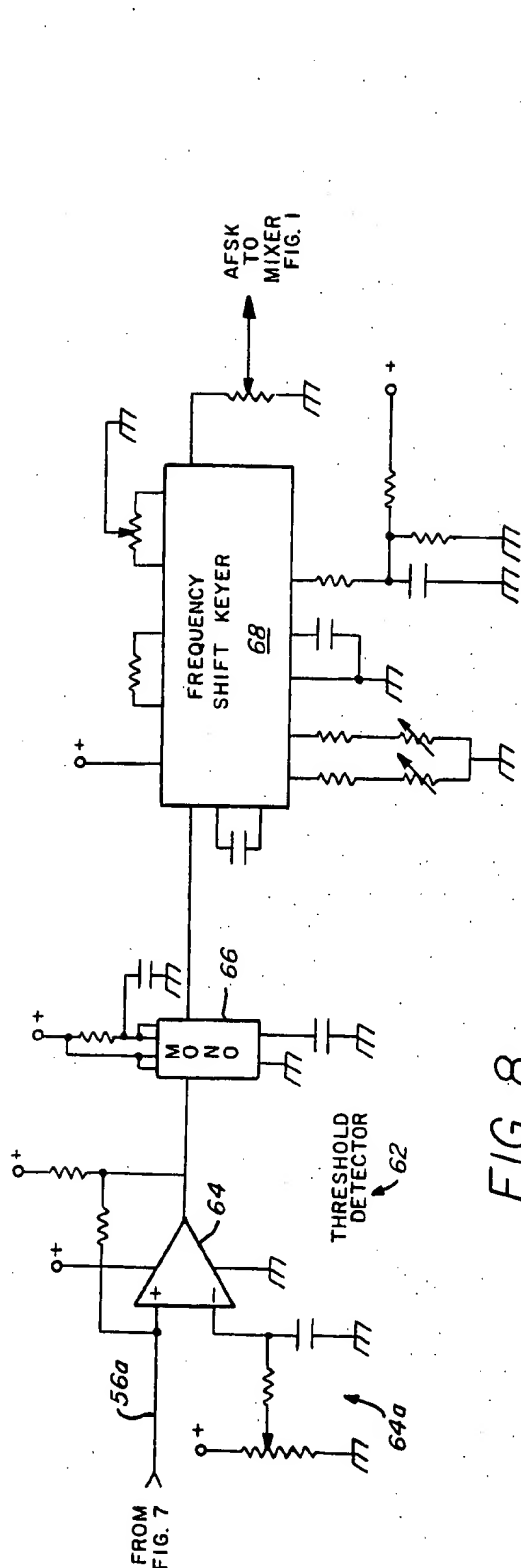 FROM
FIG. 7
56a
+
+
+
-
64
+
64a
THRESHOLD
DETECTOR
62
+
MONO
66
+
FREQUENCY
SHIFT KEYER
68
AFSK
TO
MIXER
FIG. 1
+
FIG. 8